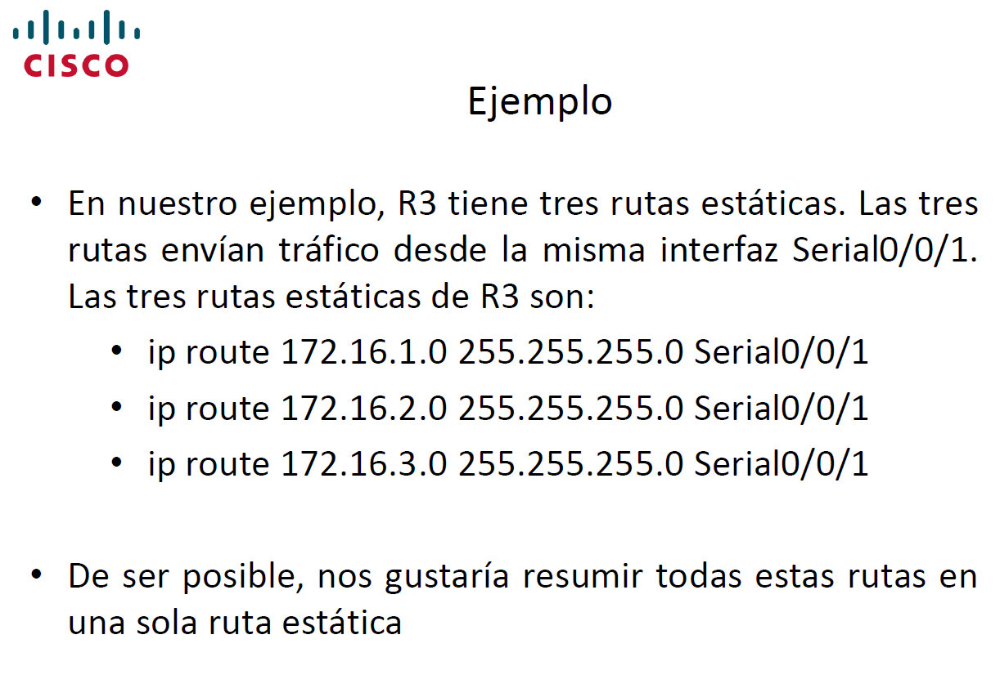 CISCO
Ejemplo
• En nuestro ejemplo, R3 tiene tres rutas estáticas. Las tres
rutas envían tráfico desde la misma interfaz Serial0/0/1.
Las tres rutas estáticas de R3 son:
• ip route 172.16.1.0 255.255.255.0 Serial0/0/1
• ip route 172.16.2.0 255.255.255.0 Serial0/0/1
• ip route 172.16.3.0 255.255.255.0 Serial0/0/1
• De ser posible, nos gustaría resumir todas estas rutas en
una sola ruta estática